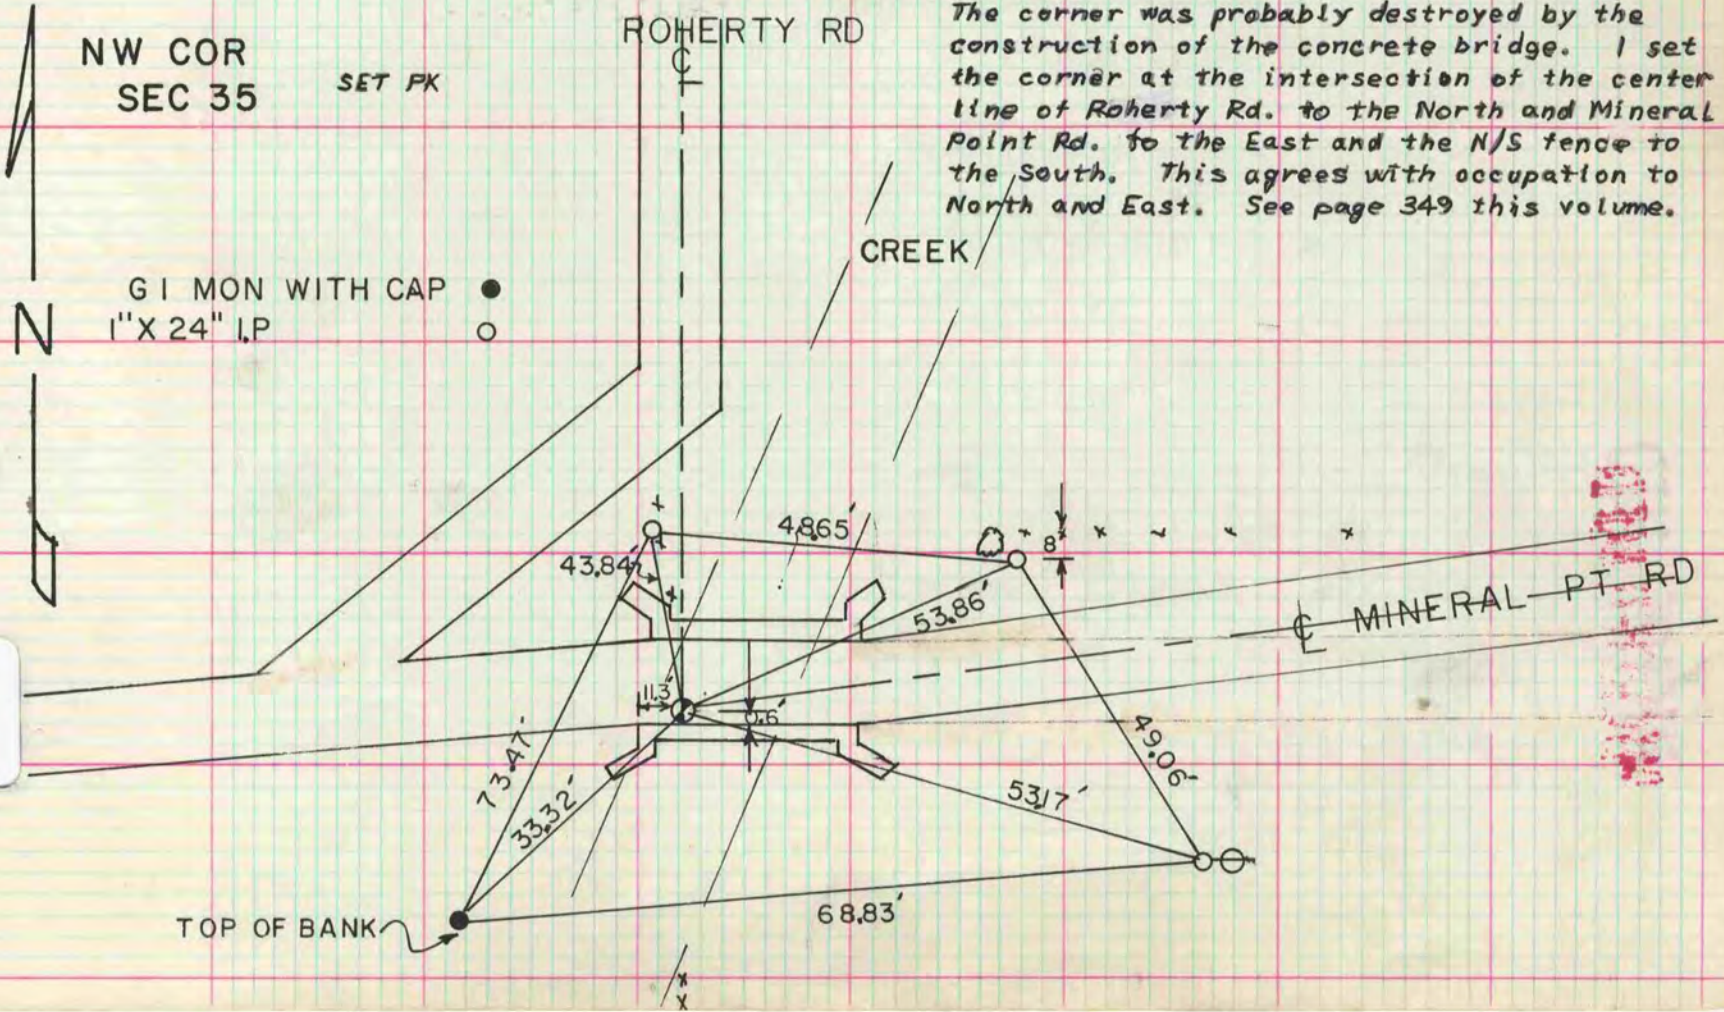 NW COR
SEC 35
SET PK
ROHERTY RD
℄
The corner was probably destroyed by the
construction of the concrete bridge. I set
the corner at the intersection of the center
line of Roherty Rd. to the North and Mineral
Point Rd. to the East and the N/S fence to
the South. This agrees with occupation to
North and East. See page 349 this volume.
CREEK
G I MON WITH CAP
1"X 24" I.P
N
48.65'
43.84'
8'
53.86'
℄ MINERAL PT RD
11.3'
0.6'
73.47'
33.32'
49.06'
53.17'
68.83'
TOP OF BANK